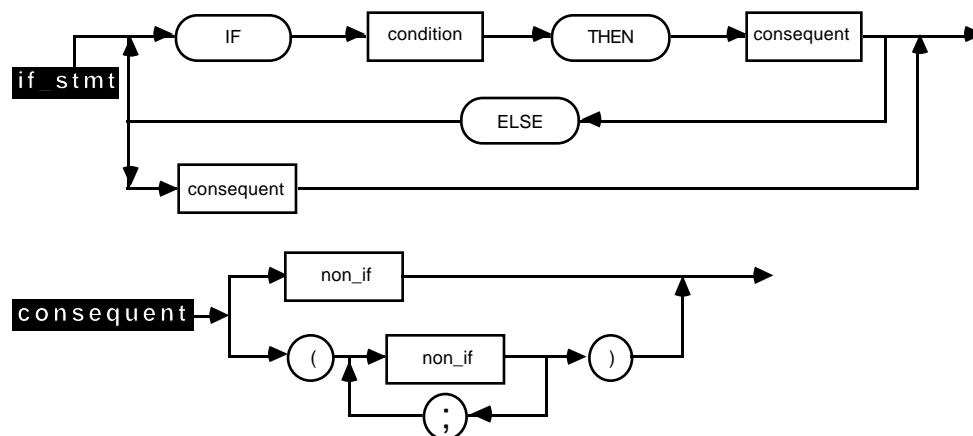 IF condition THEN consequent
if_stmt
ELSE
consequent
non_if
consequent
( non_if )
;